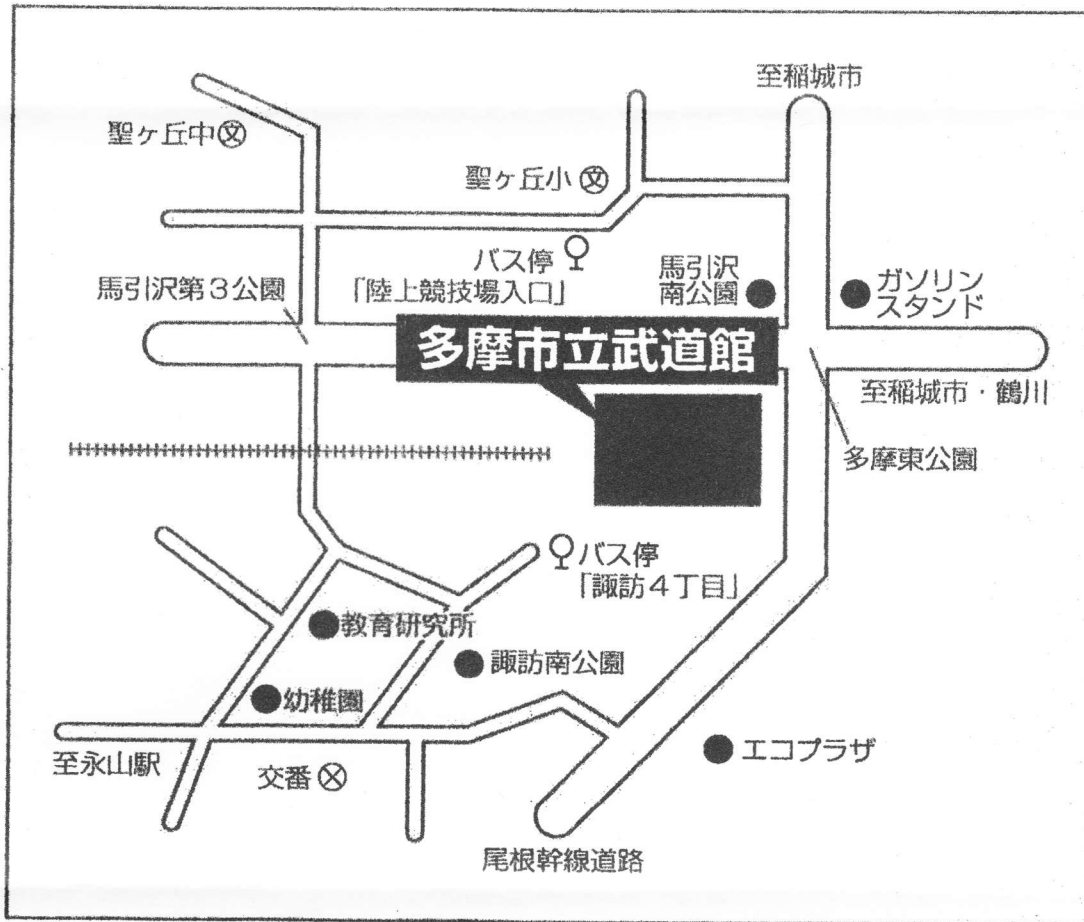 至稲城市
聖ヶ丘中
聖ヶ丘小
バス停
「陸上競技場入口」
馬引沢
南公園
ガソリン
スタンド
馬引沢第3公園
多摩市立武道館
至稲城市・鶴川
多摩東公園
バス停
「諏訪4丁目」
教育研究所
諏訪南公園
幼稚園
至永山駅
交番
エコプラザ
尾根幹線道路